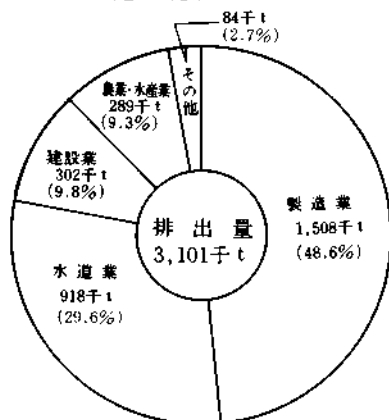 84千t
(2.7%)
その他
農業・水産業
289千t
(9.3%)
建設業
302千t
(9.8%)
水道業
918千t
(29.6%)
排出量
3,101千t
製造業
1,508千t
(48.6%)